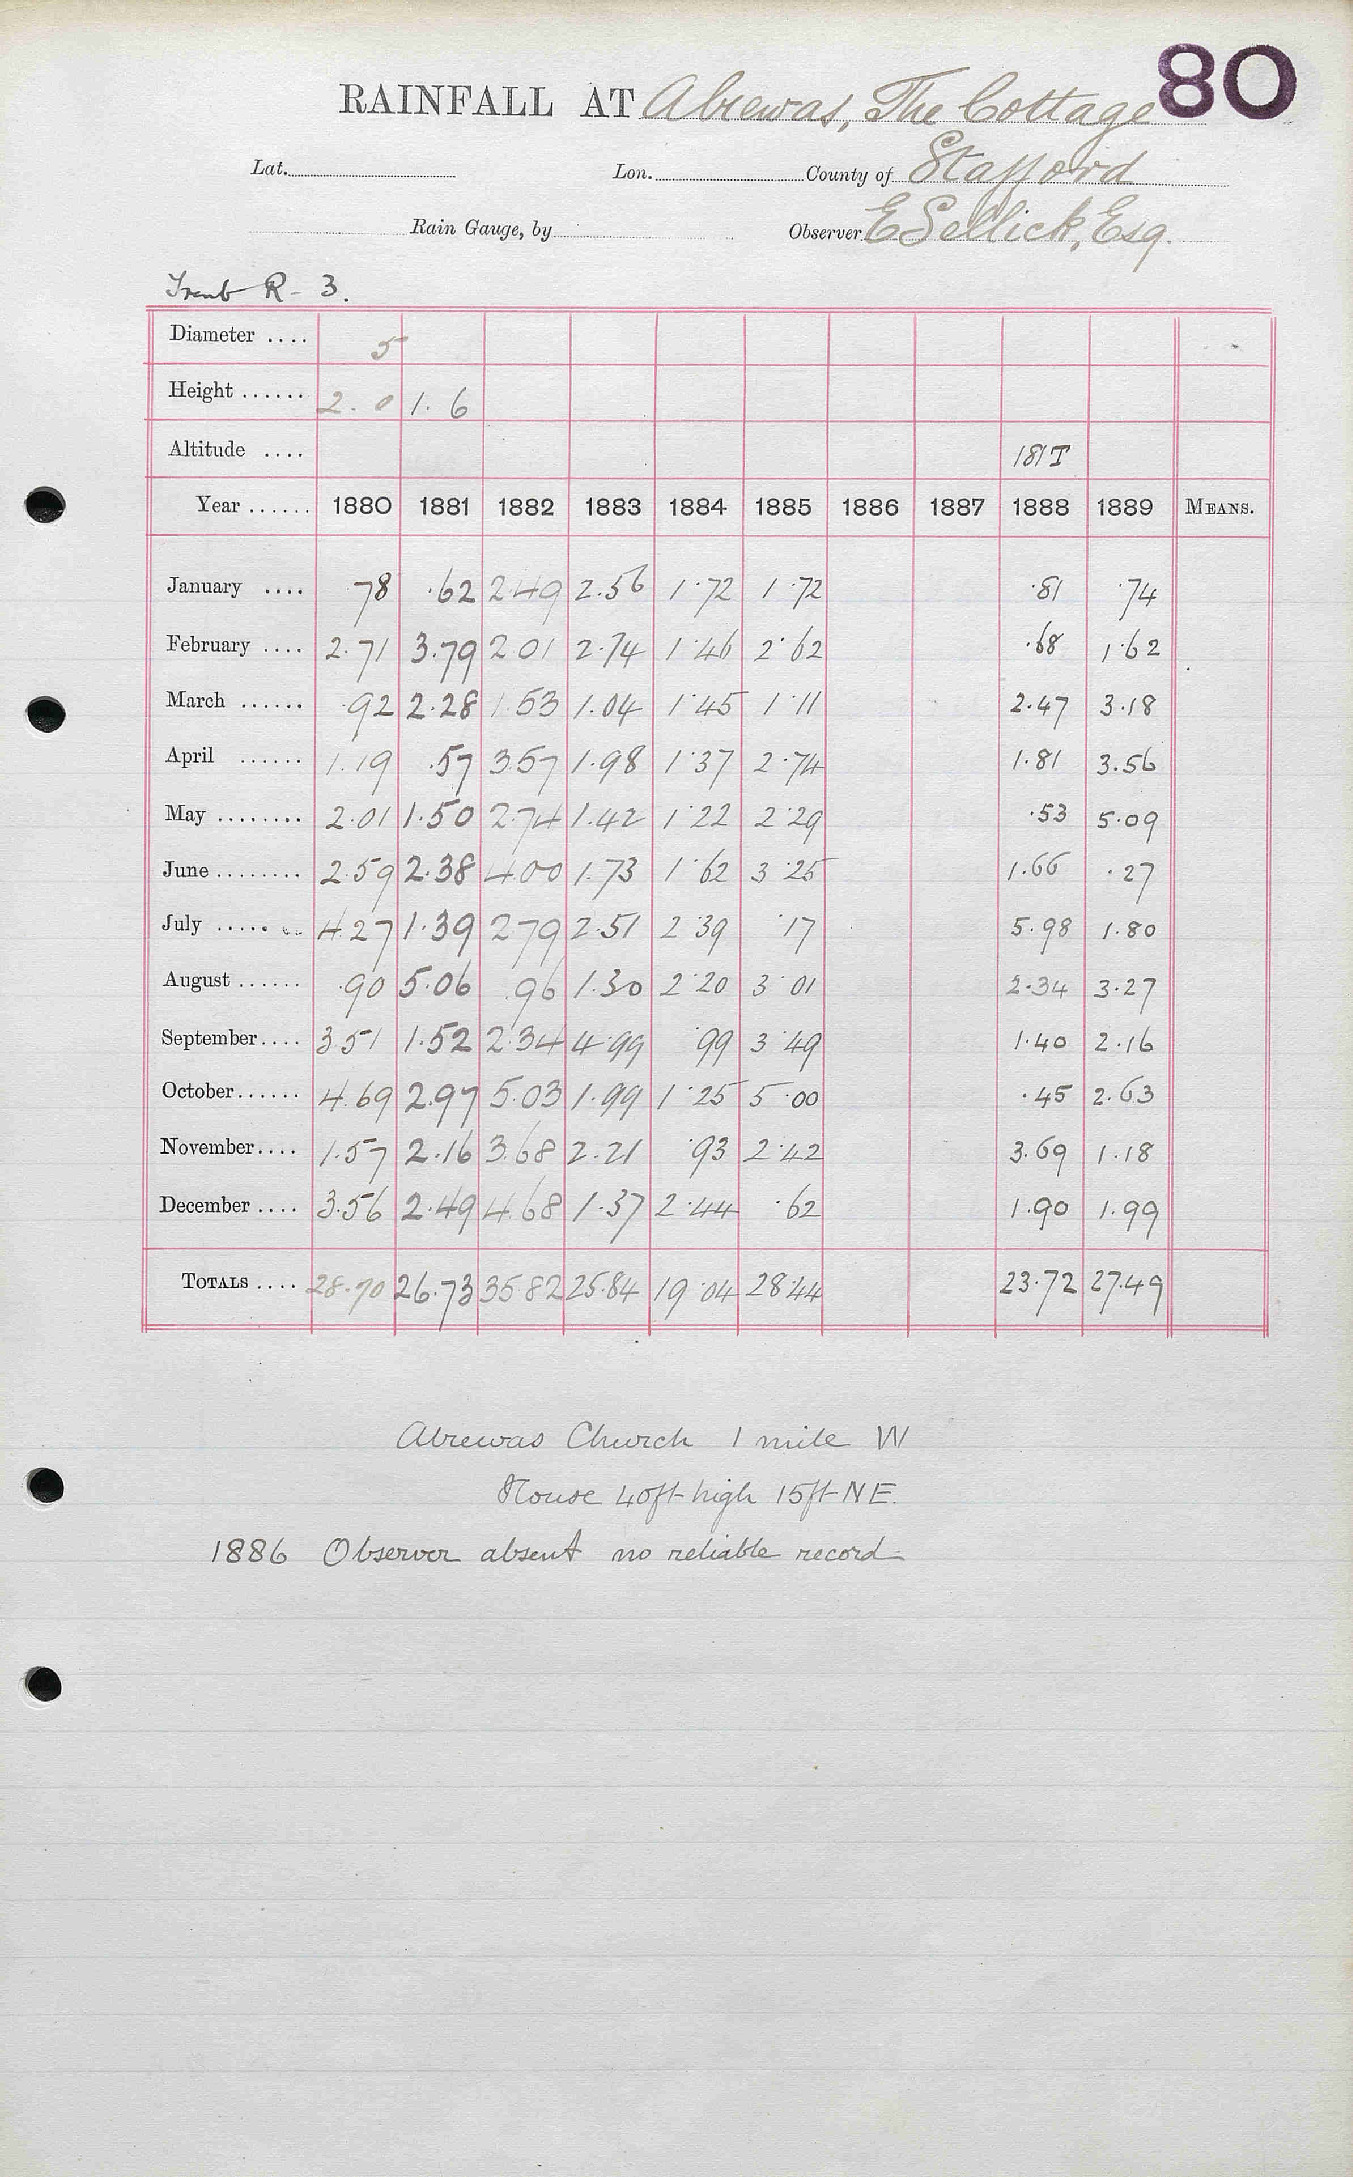 80
RAINFALL AT Alrewas, The Cottage
Lat. Lon. County of Stafford
Rain Gauge, by Observer E Sellick, Esq.
Trent R - 3.
Diameter .... 5
Height ...... 2. 0 1. 6
Altitude .... 181 T
Year ...... 1880 1881 1882 1883 1884 1885 1886 1887 1888 1889 MEANS.
January .... 78 .62 2.49 2.56 1.72 1.72 .81 .74
February .... 2.71 3.79 2.01 2.74 1.46 2.62 .68 1.62
March ...... .92 2.28 1.53 1.04 1.45 1.11 2.47 3.18
April ...... 1.19 .57 3.57 1.98 1.37 2.74 1.81 3.56
May ........ 2.01 1.50 2.74 1.42 1.22 2.29 .53 5.09
June ........ 2.59 2.38 4.00 1.73 1.62 3.25 1.66 .27
July ........ 4.27 1.39 2.79 2.51 2.39 .17 5.98 1.80
August ...... .90 5.06 .96 1.30 2.20 3.01 2.34 3.27
September.... 3.51 1.52 2.34 4.99 .99 3.49 1.40 2.16
October...... 4.69 2.97 5.03 1.99 1.25 5.00 .45 2.63
November.... 1.57 2.16 3.68 2.21 .93 2.42 3.69 1.18
December .... 3.56 2.49 4.68 1.37 2.44 .62 1.90 1.99
TOTALS .... 28.70 26.73 35.82 25.84 19.04 28.44 23.72 27.49
Alrewas Church 1 mile W
House 40ft high 15ft NE.
1886 Observer absent no reliable record